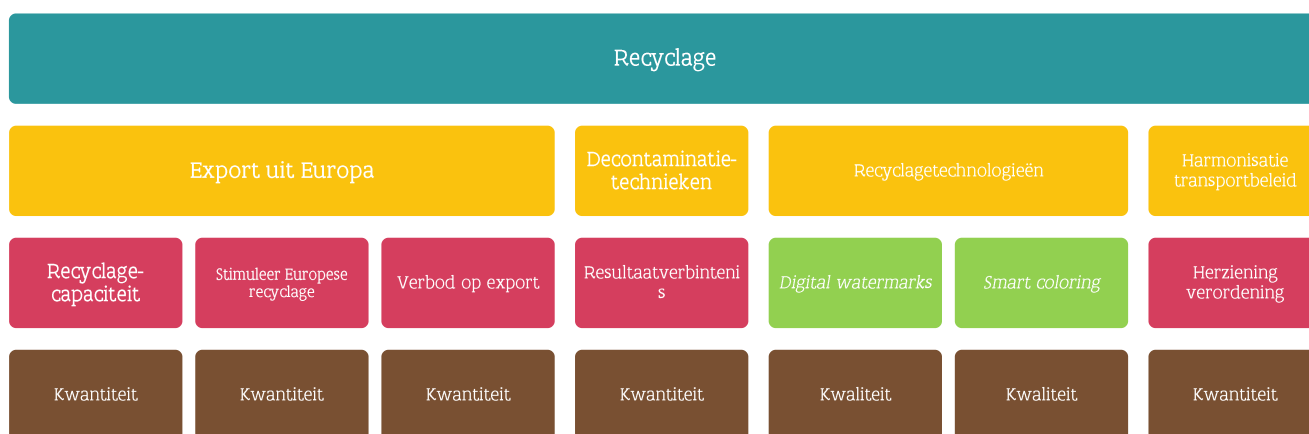 Recyclage
Export uit Europa
Decontaminatie-
technieken
Recyclagetechnologieën
Harmonisatie
transportbeleid
Recyclage-
capaciteit
Stimuleer Europese
recyclage
Verbod op export
Resultaatverbinteni
s
Digital watermarks
Smart coloring
Herziening
verordening
Kwantiteit
Kwantiteit
Kwantiteit
Kwantiteit
Kwaliteit
Kwaliteit
Kwantiteit